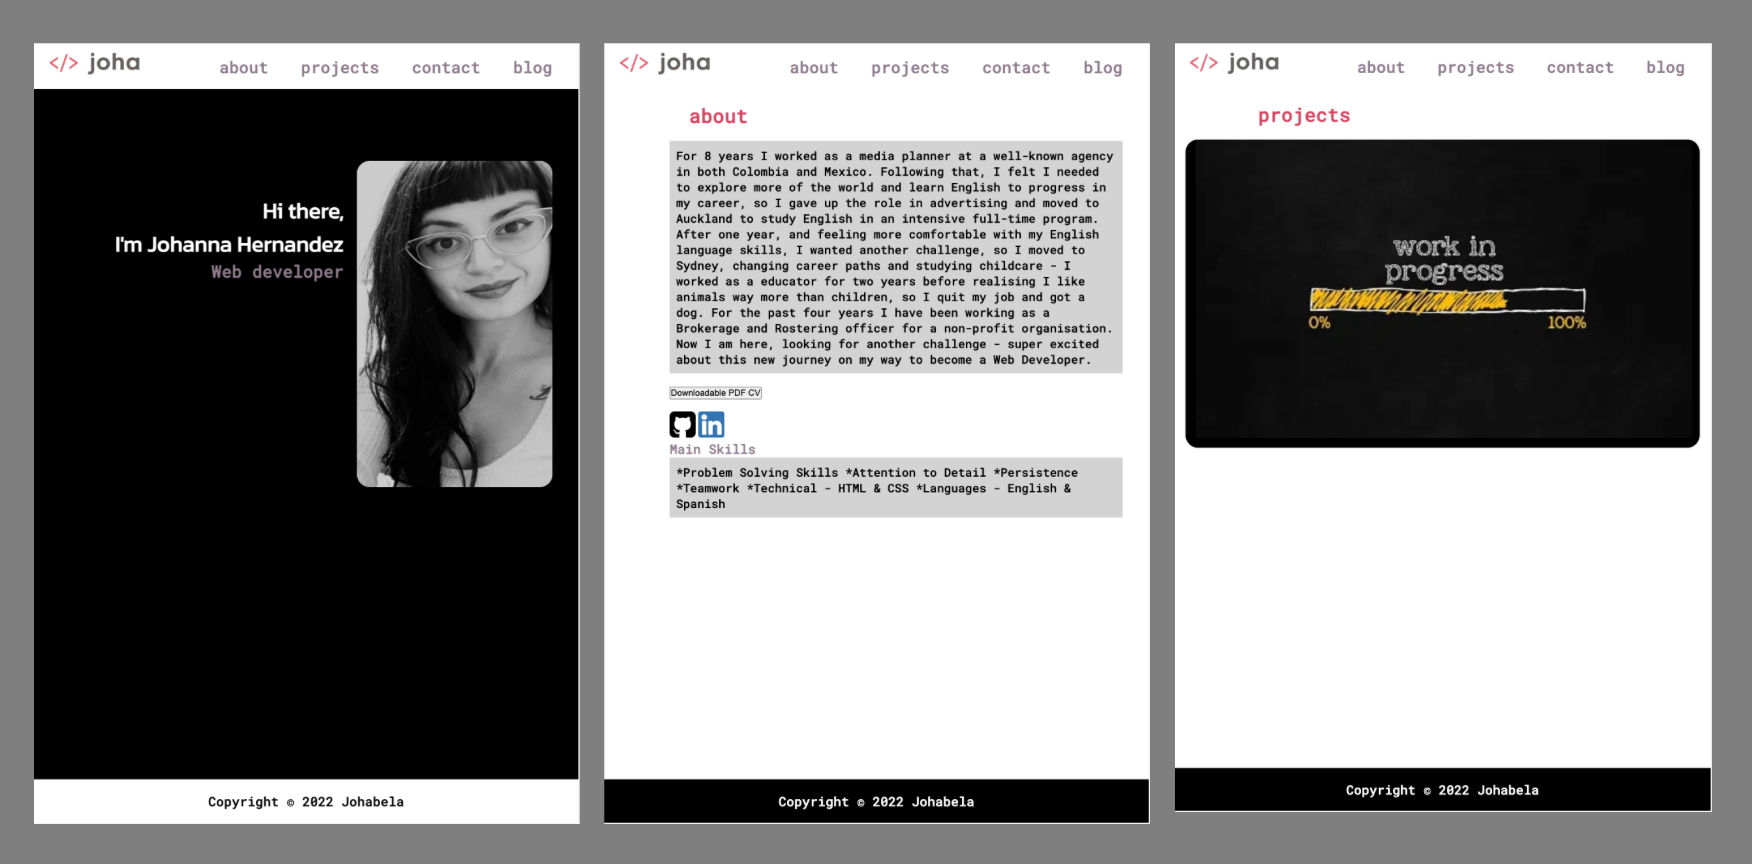 </> joha
about projects contact blog
Hi there,
I'm Johanna Hernandez
Web developer
Copyright © 2022 Johabela
</> joha
about projects contact blog
about
For 8 years I worked as a media planner at a well-known agency
in both Colombia and Mexico. Following that, I felt I needed
to explore more of the world and learn English to progress in
my career, so I gave up the role in advertising and moved to
Auckland to study English in an intensive full-time program.
After one year, and feeling more comfortable with my English
language skills, I wanted another challenge, so I moved to
Sydney, changing career paths and studying childcare - I
worked as a educator for two years before realising I like
animals way more than children, so I quit my job and got a
dog. For the past four years I have been working as a
Brokerage and Rostering officer for a non-profit organisation.
Now I am here, looking for another challenge - super excited
about this new journey on my way to become a Web Developer.
Downloadable PDF CV
in
Main Skills
*Problem Solving Skills *Attention to Detail *Persistence
*Teamwork *Technical - HTML & CSS *Languages - English &
Spanish
Copyright © 2022 Johabela
</> joha
about projects contact blog
projects
work in
progress
0% 100%
Copyright © 2022 Johabela